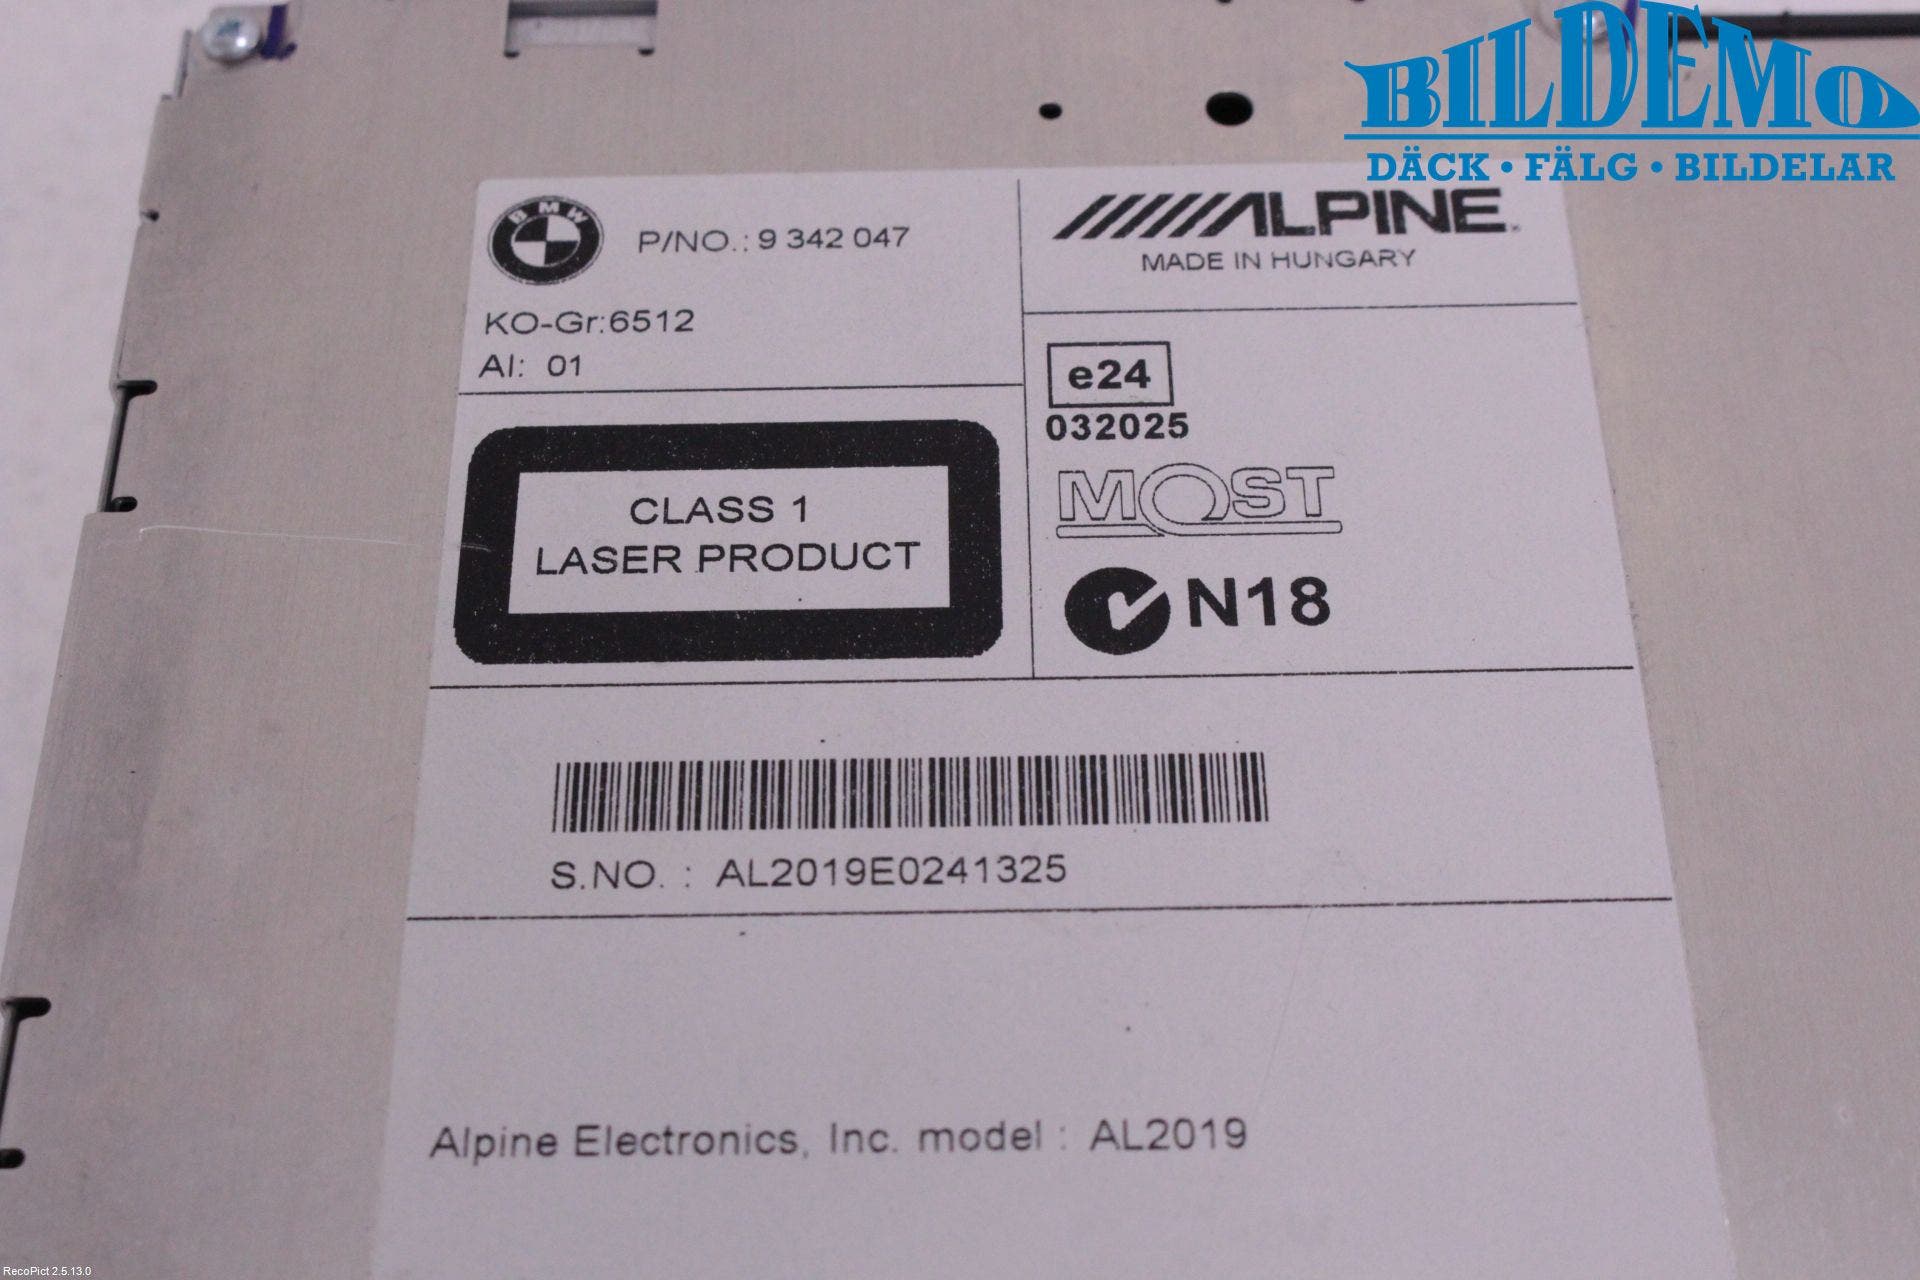 BILDEMO
DÄCK • FÄLG • BILDELAR
BMW
P/NO.: 9 342 047
KO-Gr:6512
AI: 01
ALPINE
MADE IN HUNGARY
e24
032025
MOST
N18
CLASS 1
LASER PRODUCT
S.NO. : AL2019E0241325
Alpine Electronics, Inc. model : AL2019
RecoPict 2.5.13.0